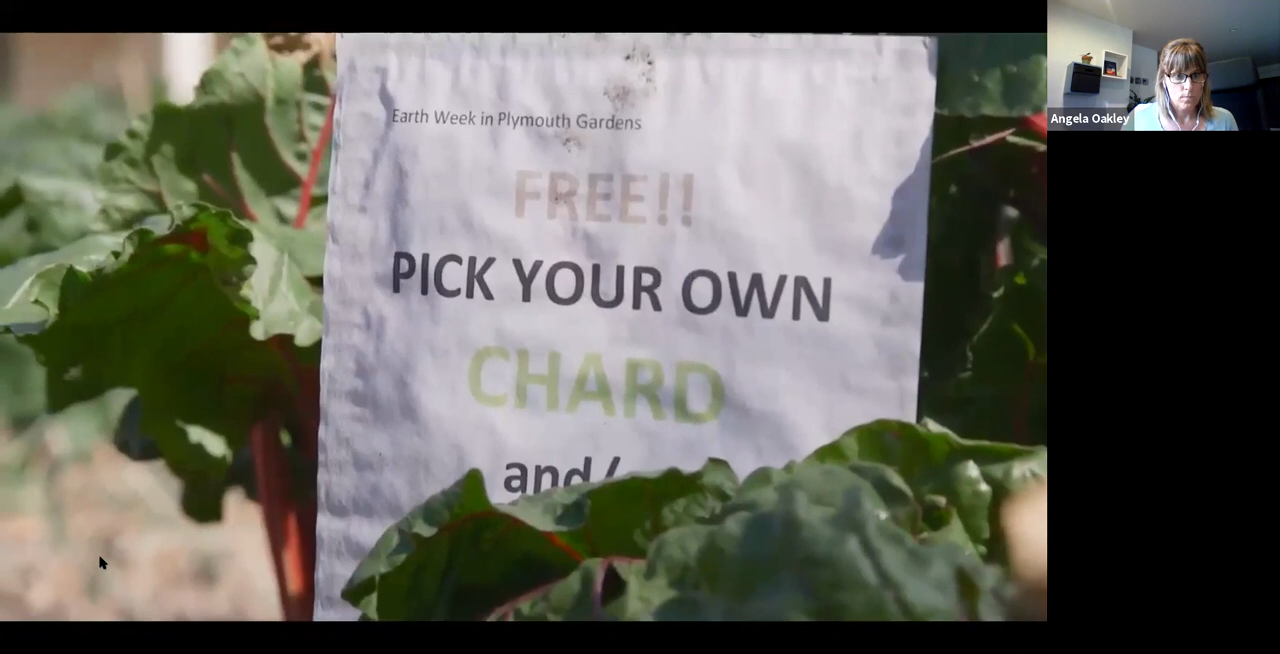 Earth Week in Plymouth Gardens
FREE!!
PICK YOUR OWN
CHARD
and/
Angela Oakley